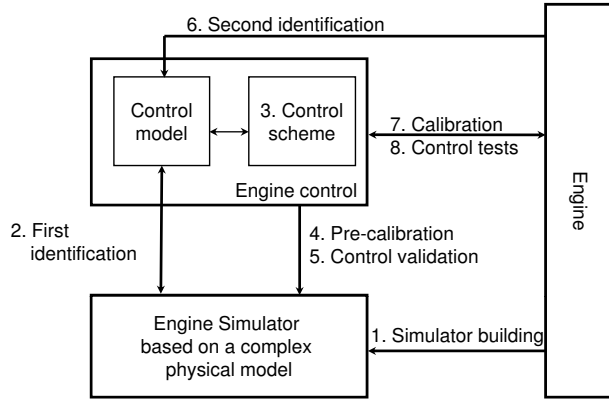 6. Second identification
Control
model
3. Control
scheme
7. Calibration
8. Control tests
Engine control
Engine
2. First
identification
4. Pre-calibration
5. Control validation
Engine Simulator
based on a complex
physical model
1. Simulator building